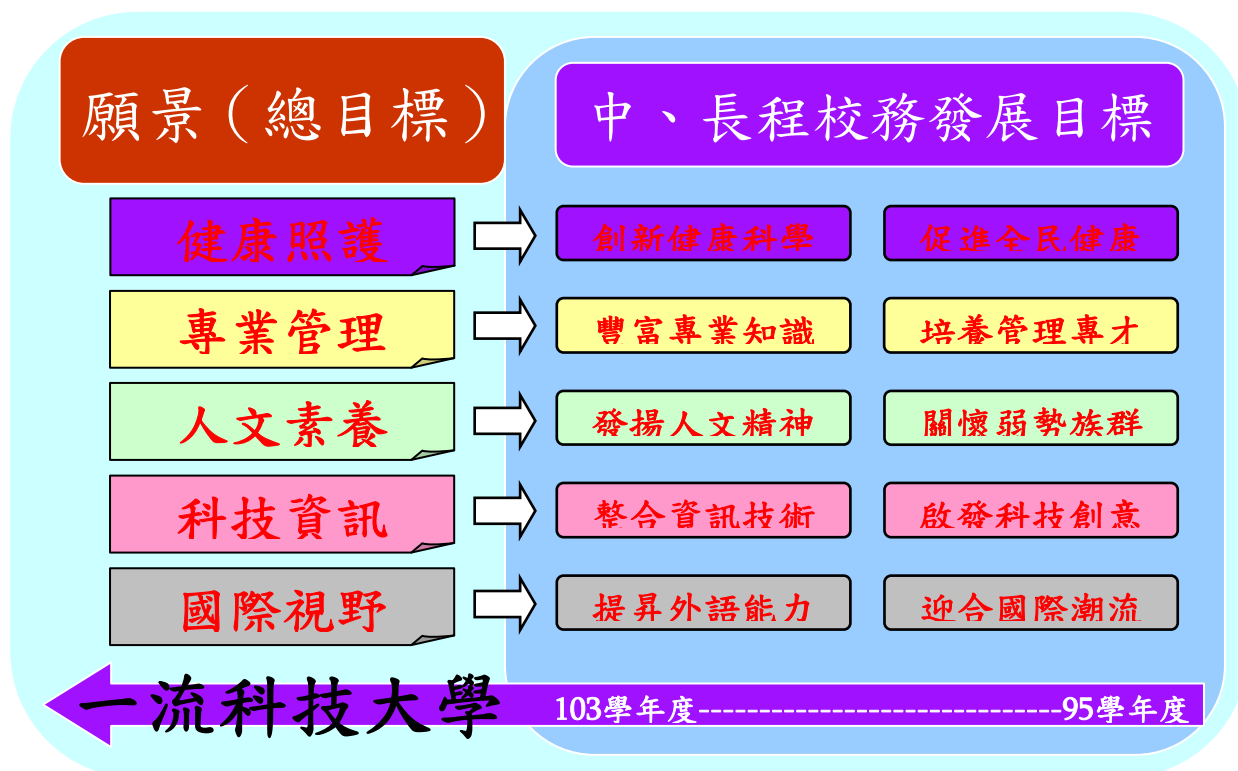 願景（總目標）
中、長程校務發展目標
健康照護
創新健康科學
促進全民健康
專業管理
豐富專業知識
培養管理專才
人文素養
發揚人文精神
關懷弱勢族群
科技資訊
整合資訊技術
啟發科技創意
國際視野
提昇外語能力
迎合國際潮流
一流科技大學
103學年度------------------------------95學年度